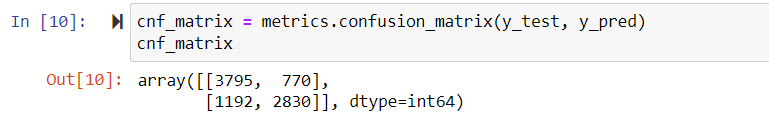 In [10]: cnf_matrix = metrics.confusion_matrix(y_test, y_pred)
cnf_matrix
Out[10]: array([[3795,  770],
[1192, 2830]], dtype=int64)